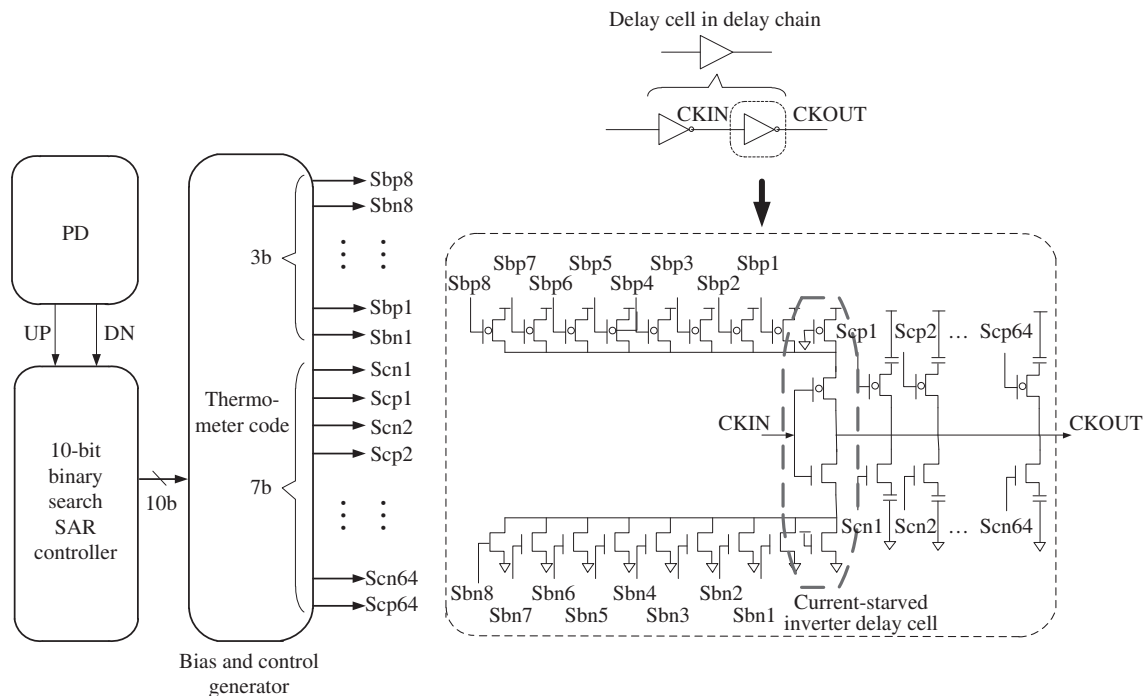 Delay cell in delay chain
CKIN
CKOUT
PD
UP
DN
10-bit
binary
search
SAR
controller
10b
3b
Thermo-
meter code
7b
Bias and control
generator
Sbp8
Sbn8
Sbp1
Sbn1
Scn1
Scp1
Scn2
Scp2
Scn64
Scp64
Sbp7
Sbp5
Sbp3
Sbp1
Sbp8
Sbp6
Sbp4
Sbp2
Scp1
Scp2
...
Scp64
CKIN
CKOUT
Scn1
Scn2
...
Scn64
Sbn8
Sbn6
Sbn4
Sbn2
Sbn7
Sbn5
Sbn3
Sbn1
Current-starved
inverter delay cell